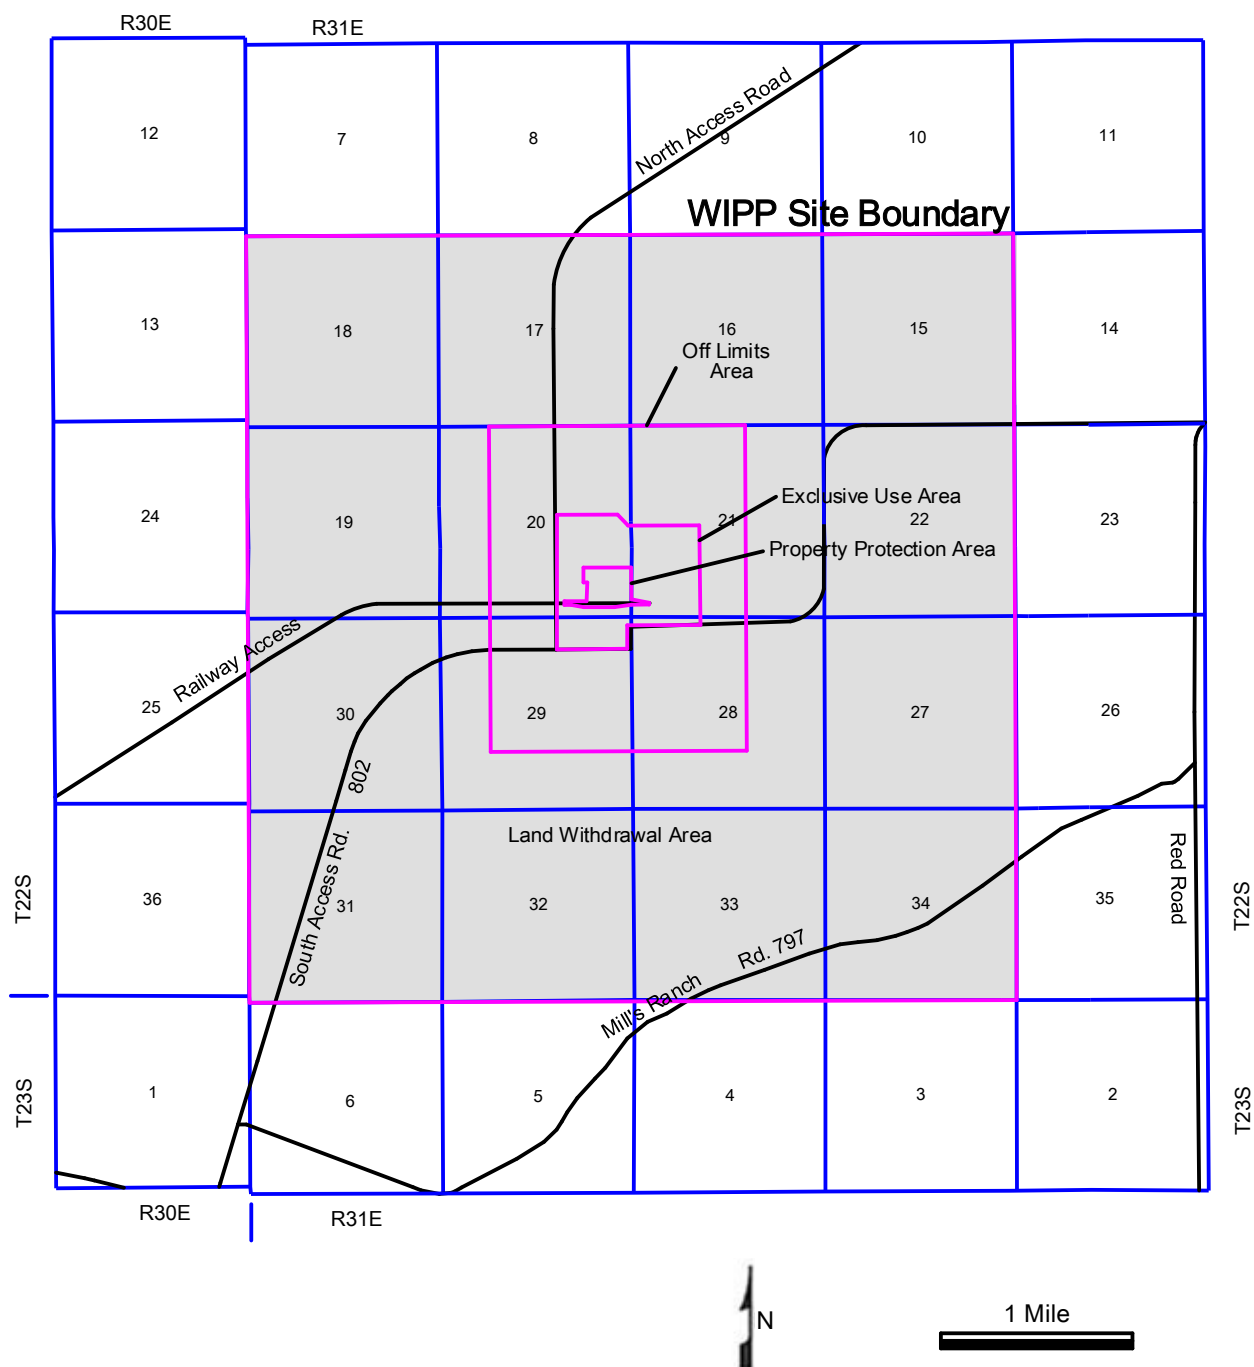 R30E
R31E
12
7
8
9
10
11
North Access Road
WIPP Site Boundary
13
18
17
16
15
14
Off Limits
Area
24
19
20
21
22
23
Exclusive Use Area
Property Protection Area
Railway Access
25
30
29
28
27
26
802
Land Withdrawal Area
T22S
36
South Access Rd.
31
32
33
34
35
Red Road
T22S
Mill's Ranch
Rd. 797
T23S
1
6
5
4
3
2
T23S
R30E
R31E
N
1 Mile